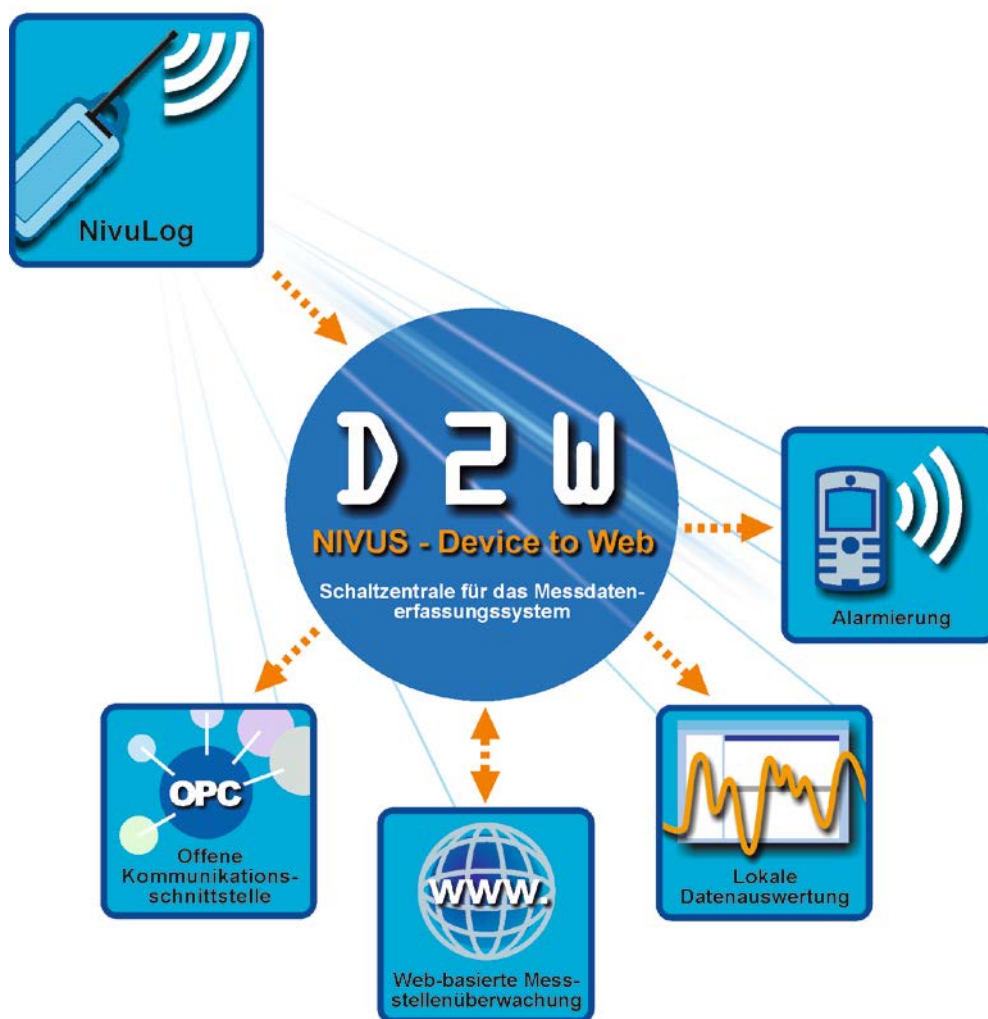 NivuLog
D 2 W
NIVUS - Device to Web
Schaltzentrale für das Messdaten-
erfassungssystem
Alarmierung
OPC
Offene
Kommunikations-
schnittstelle
www.
Web-basierte Mess-
stellenüberwachung
Lokale
Datenauswertung